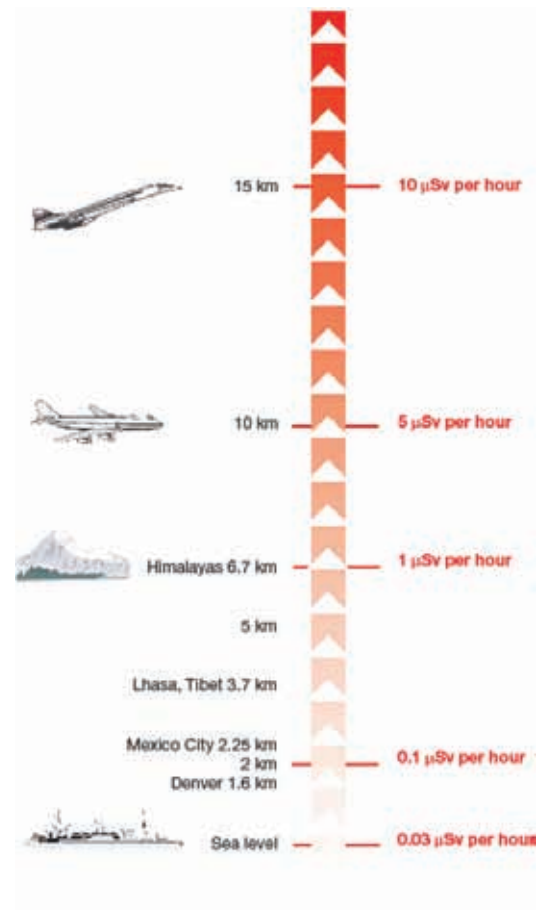 15 km 10 µSv per hour
10 km 5 µSv per hour
Himalayas 6.7 km 1 µSv per hour
5 km
Lhasa, Tibet 3.7 km
Mexico City 2.25 km
2 km 0.1 µSv per hour
Denver 1.6 km
Sea level 0.03 µSv per hour